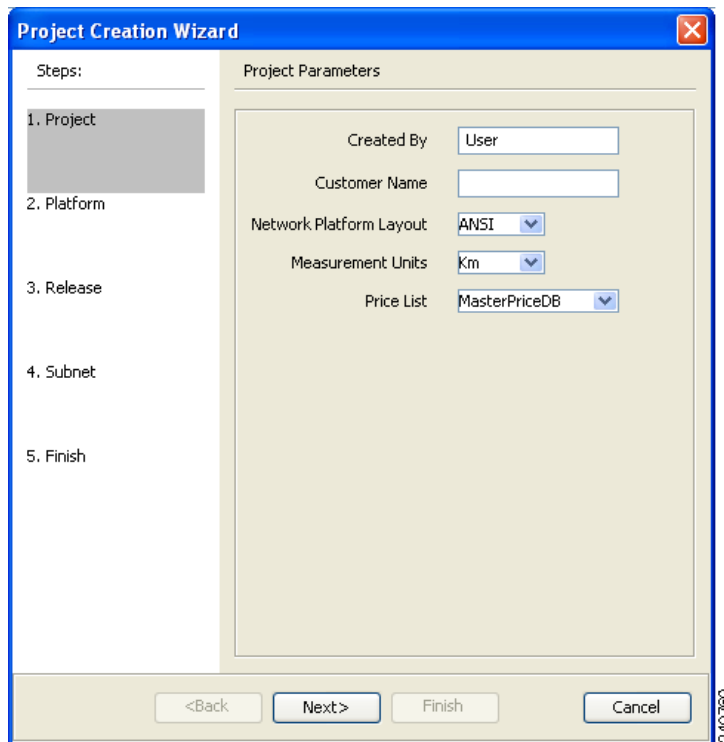 Project Creation Wizard
Steps:
1. Project
2. Platform
3. Release
4. Subnet
5. Finish
Project Parameters
Created By User
Customer Name
Network Platform Layout ANSI
Measurement Units Km
Price List MasterPriceDB
<Back Next> Finish Cancel